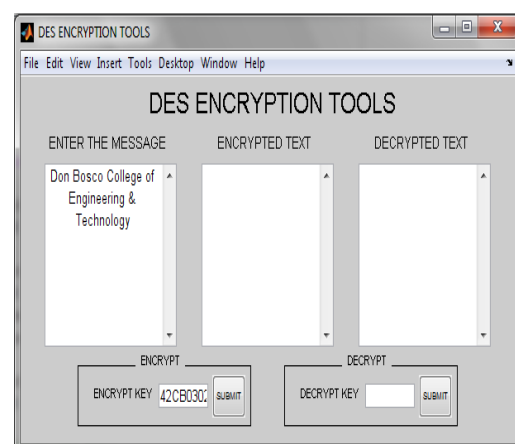 DES ENCRYPTION TOOLS
File Edit View Insert Tools Desktop Window Help
DES ENCRYPTION TOOLS
ENTER THE MESSAGE ENCRYPTED TEXT DECRYPTED TEXT
Don Bosco College of
Engineering &
Technology
ENCRYPT DECRYPT
ENCRYPT KEY 42CB0302 SUBMIT DECRYPT KEY SUBMIT